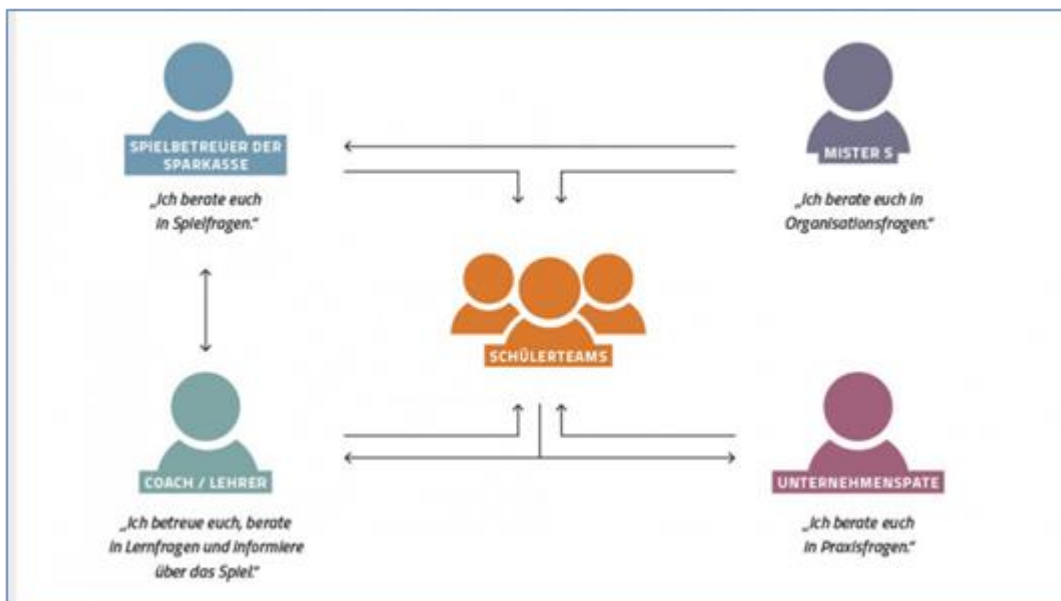 SPIELBETREUER DER
SPARKASSE
„Ich berate euch
in Spielfragen.“
MISTER S
„Ich berate euch in
Organisationsfragen.“
SCHÜLERTEAMS
COACH / LEHRER
„Ich betreue euch, berate
in Lernfragen und informiere
über das Spiel.“
UNTERNEHMENSPATE
„Ich berate euch
in Praxisfragen.“